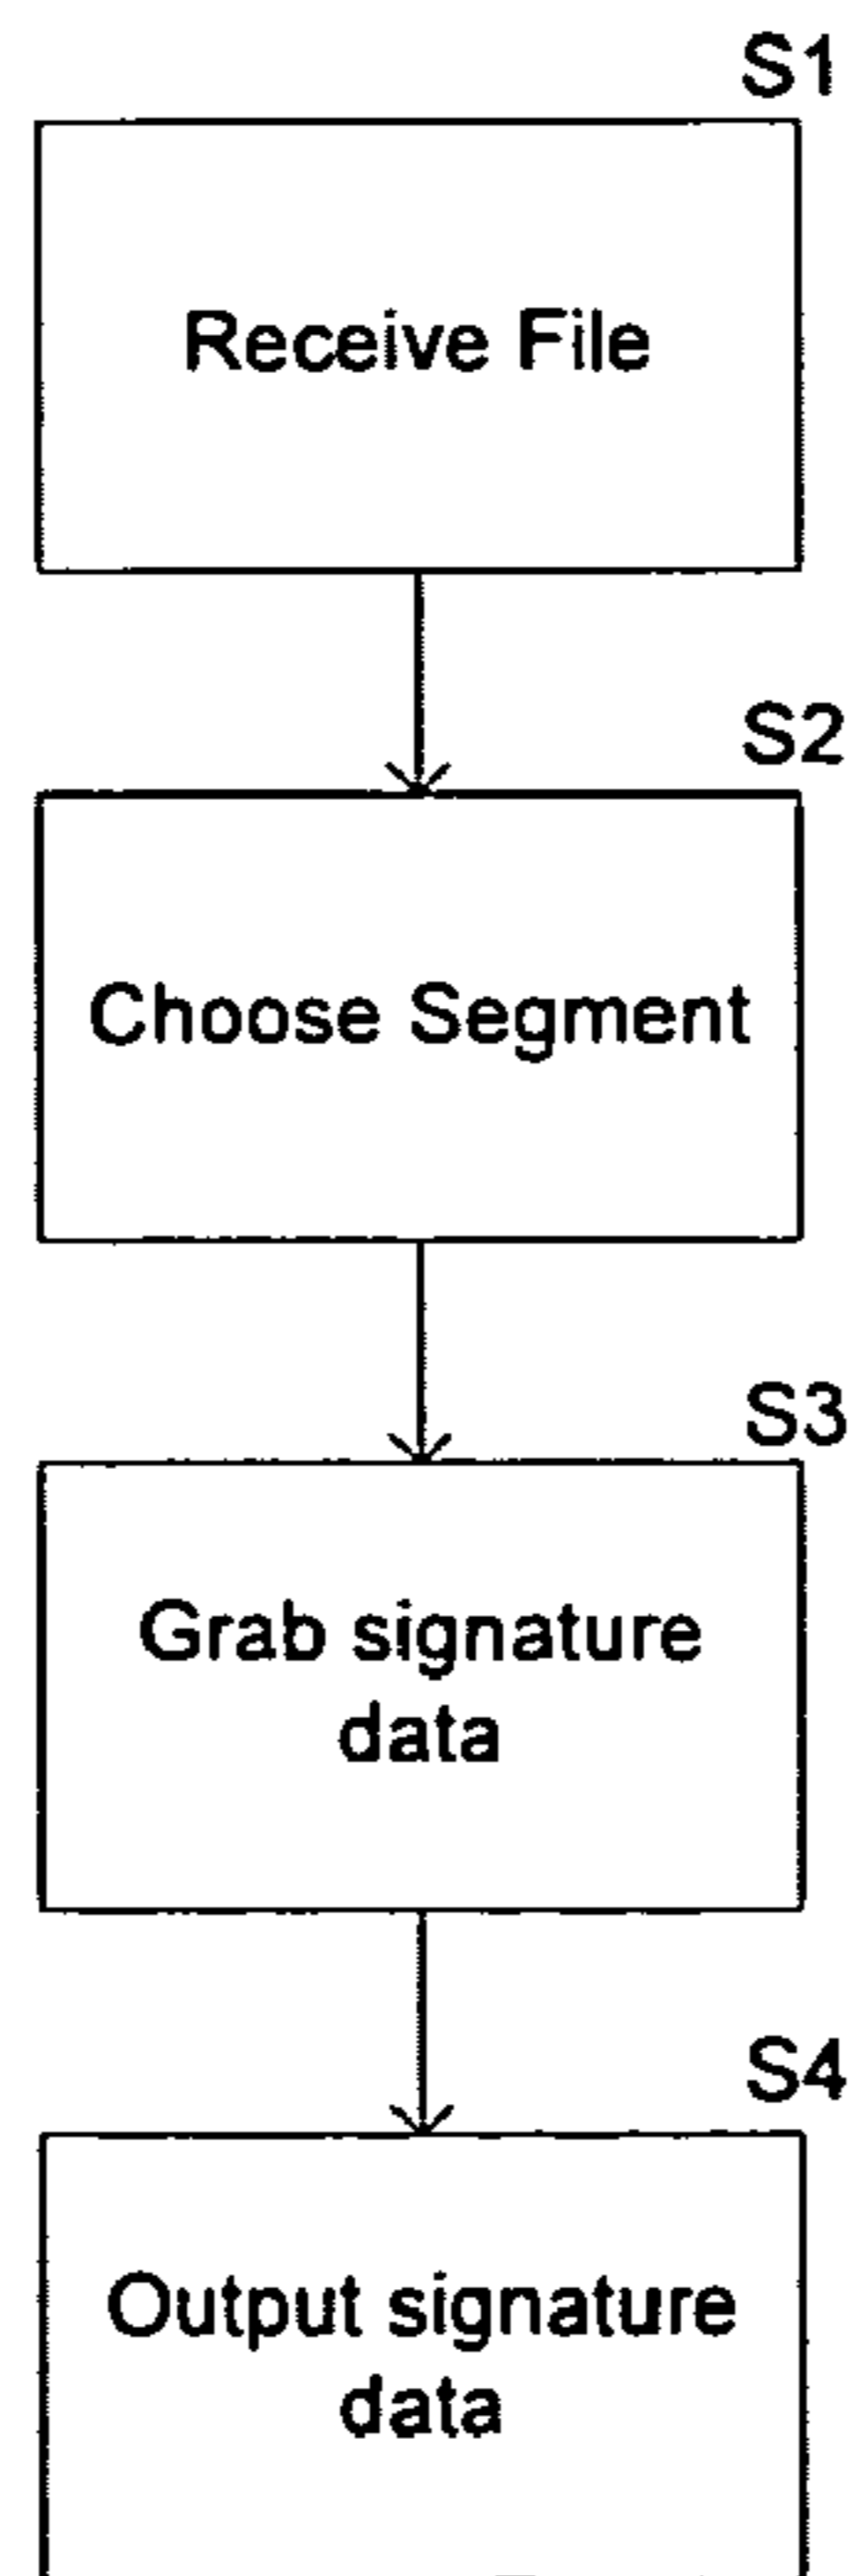 S1
Receive File
S2
Choose Segment
S3
Grab signature
data
S4
Output signature
data